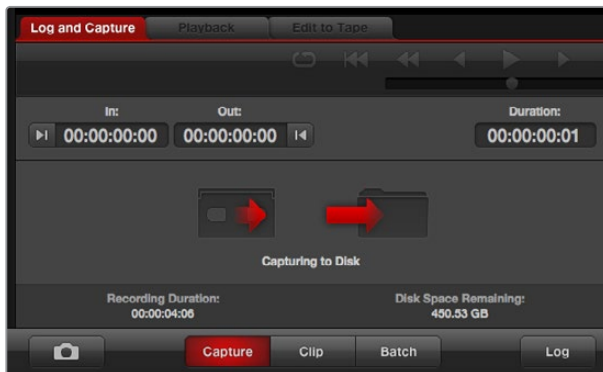 Log and Capture Playback Edit to Tape
In: Out: Duration:
00:00:00:00 00:00:00:00 00:00:00:01
Capturing to Disk
Recording Duration: Disk Space Remaining:
00:00:04:06 450.53 GB
Capture Clip Batch Log